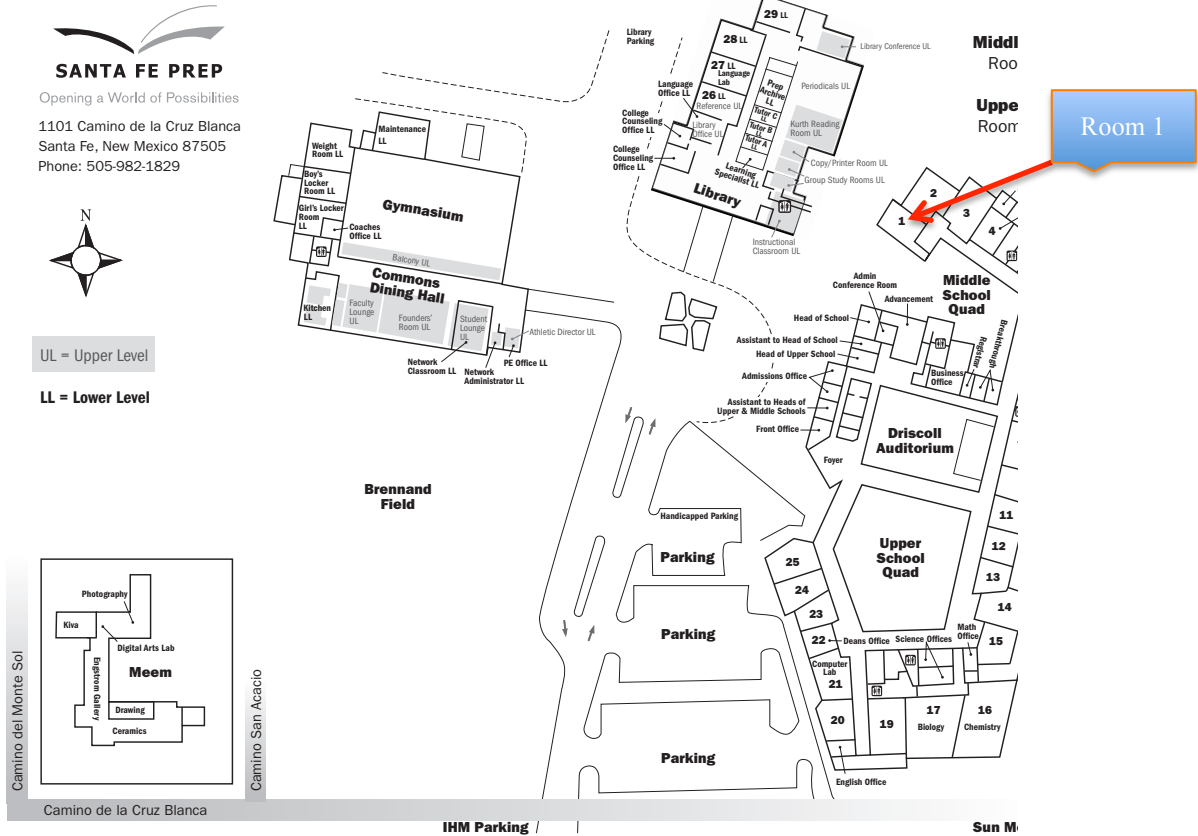 SANTA FE PREP
Opening a World of Possibilities
1101 Camino de la Cruz Blanca
Santa Fe, New Mexico 87505
Phone: 505-982-1829
N
UL = Upper Level
LL = Lower Level
Library
Parking
29 LL
28 LL
27 LL
Language
Lab
26 LL
Reference UL
Language
Office LL
College
Counseling
Office LL
College
Counseling
Office LL
Library
Office UL
Prep
Archive
LL
Tutor C
LL
Tutor B
LL
Tutor A
LL
Learning
Specialist LL
Library
Library Conference UL
Periodicals UL
Kurth Reading
Room UL
Copy/Printer Room UL
Group Study Rooms UL
Instructional
Classroom UL
Middl
Roo
Uppe
Room
Room 1
1
2
3
4
Middle
School
Quad
Maintenance
LL
Weight
Room LL
Boy's
Locker
Room LL
Girl's Locker
Room
LL
Coaches
Office LL
Gymnasium
Balcony UL
Commons
Dining Hall
Kitchen
LL
Faculty
Lounge
UL
Founders'
Room UL
Student
Lounge
UL
Athletic Director UL
PE Office LL
Network
Classroom LL
Network
Administrator LL
Admin
Conference Room
Advancement
Head of School
Assistant to Head of School
Head of Upper School
Admissions Office
Assistant to Heads of
Upper & Middle Schools
Front Office
Foyer
Business
Office
Registrar
Breakthrough
Driscoll
Auditorium
Brennand
Field
Handicapped Parking
Parking
Parking
Parking
Upper
School
Quad
11
12
13
14
15
25
24
23
22
Deans Office
Science Offices
Math
Office
Computer
Lab
21
20
19
17
Biology
16
Chemistry
English Office
Photography
Kiva
Digital Arts Lab
Meem
Engstrom Gallery
Drawing
Ceramics
Camino del Monte Sol
Camino San Acacio
Camino de la Cruz Blanca
IHM Parking
Sun M